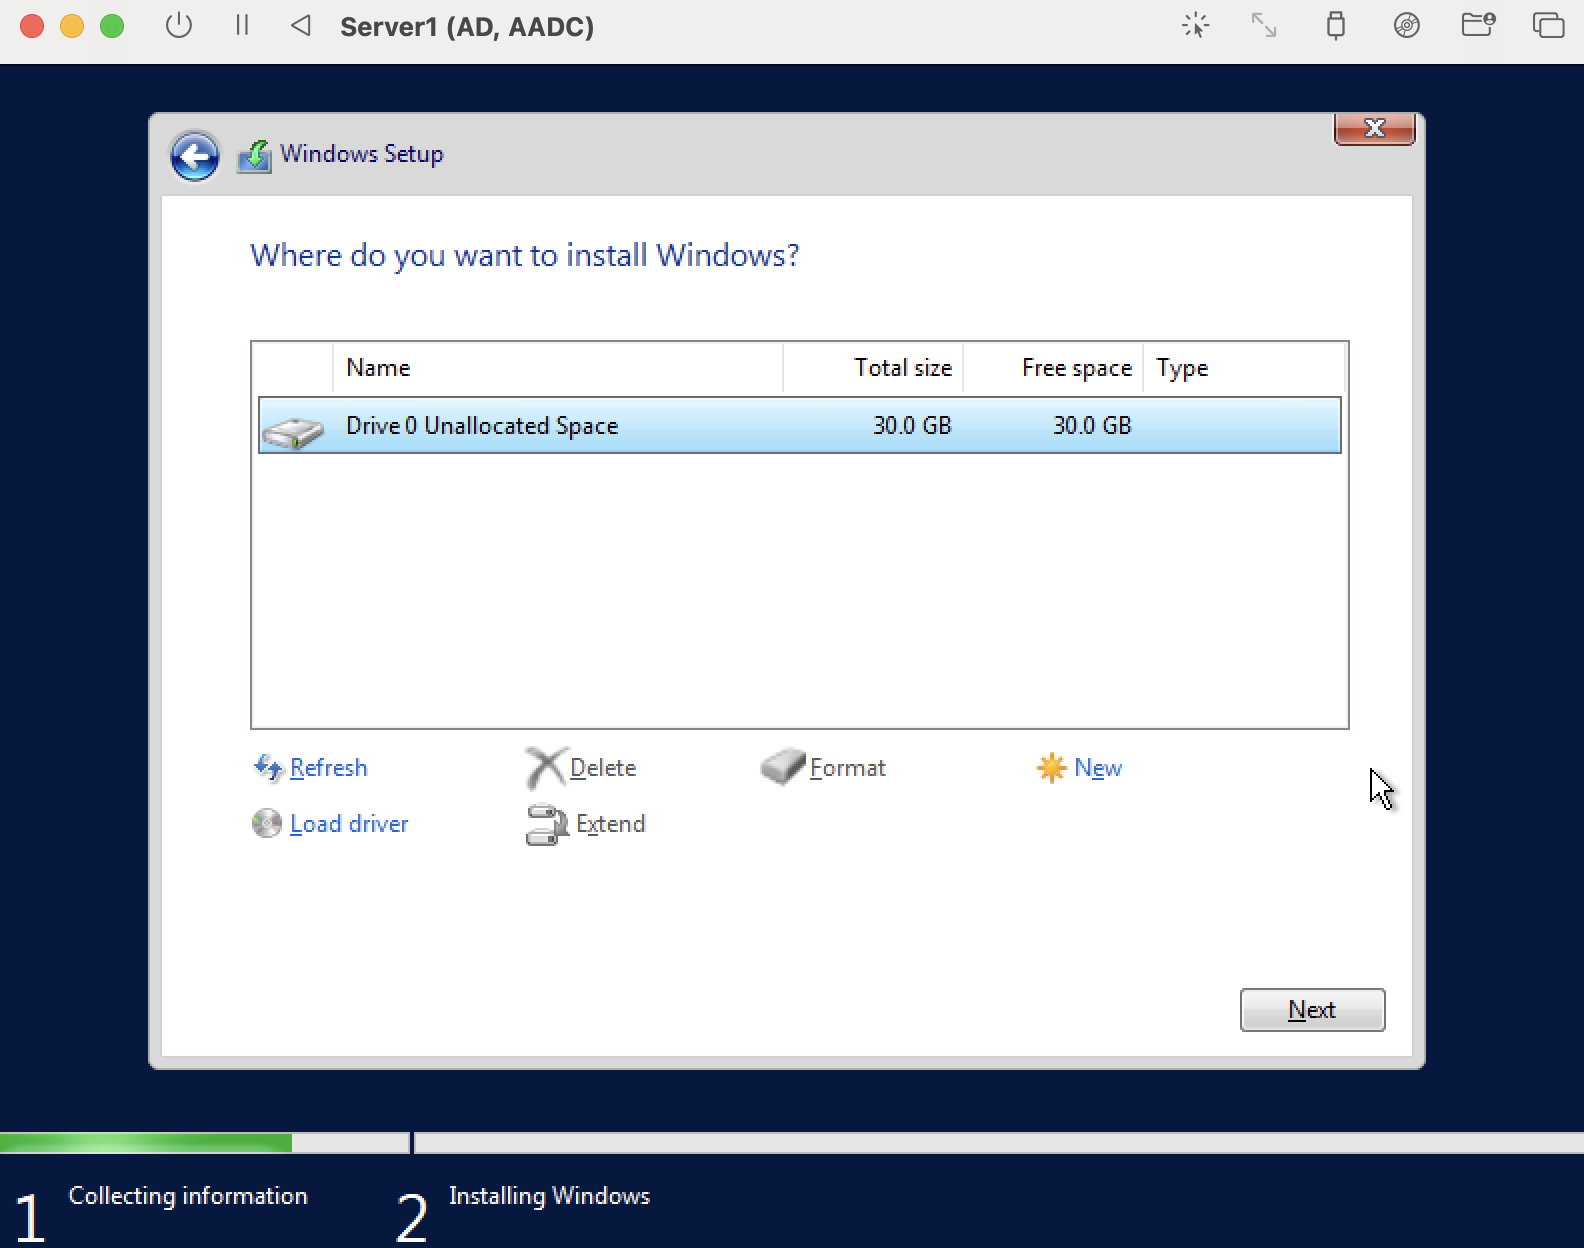 Server1 (AD, AADC)
Windows Setup
x
Where do you want to install Windows?
Name Total size Free space Type
Drive 0 Unallocated Space 30.0 GB 30.0 GB
Refresh Delete Format New
Load driver Extend
Next
1 Collecting information 2 Installing Windows